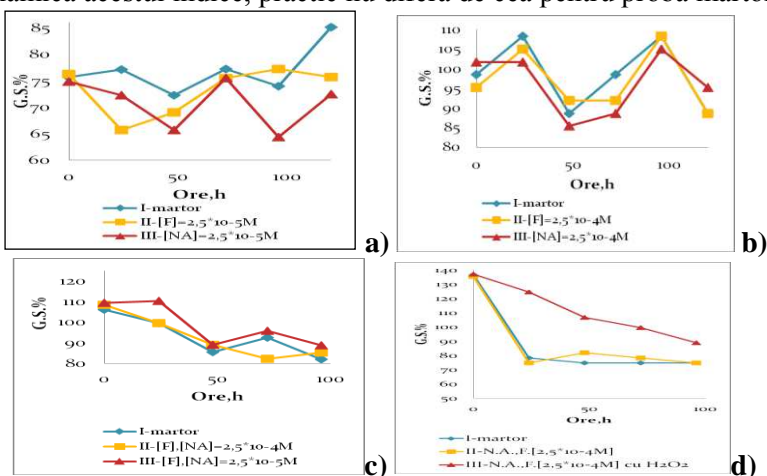 85
80
75
70
65
60
G.S.%
0 50 100
Ore,h
I-martor
II-[F]=2,5*10-5M
III-[NA]=2,5*10-5M
a)
110
105
100
95
90
85
80
G.S.%
0 50 100
Ore,h
I-martor
II-[F]=2,5*10-4M
III-[NA]=2,5*10-4M
b)
120
110
100
90
80
G.S.%
0 50 100
Ore,h
I-martor
II-[F],[NA]=2,5*10-4M
III-[F],[NA]=2,5*10-5M
c)
140
130
120
110
100
90
80
70
60
50
G.S.%
0 50 100
Ore,h
I-martor
II-N.A.,F.[2,5*10-4M]
III-N.A.,F.[2,5*10-4M] cu H2O2
d)